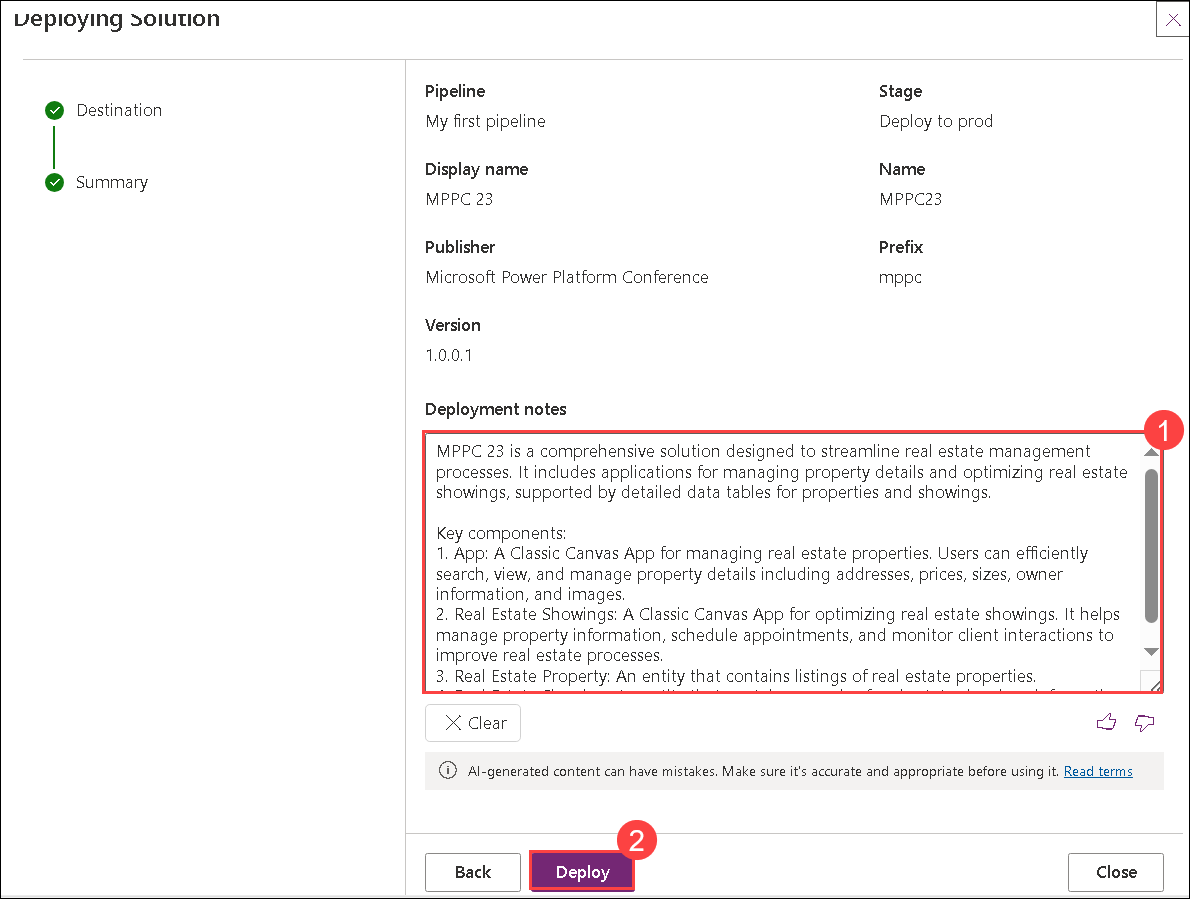 Deploying Solution
Destination
Summary
Pipeline
My first pipeline
Stage
Deploy to prod
Display name
MPPC 23
Name
MPPC23
Publisher
Microsoft Power Platform Conference
Prefix
mppc
Version
1.0.0.1
Deployment notes
1
MPPC 23 is a comprehensive solution designed to streamline real estate management
processes. It includes applications for managing property details and optimizing real estate
showings, supported by detailed data tables for properties and showings.
Key components:
1. App: A Classic Canvas App for managing real estate properties. Users can efficiently
search, view, and manage property details including addresses, prices, sizes, owner
information, and images.
2. Real Estate Showings: A Classic Canvas App for optimizing real estate showings. It helps
manage property information, schedule appointments, and monitor client interactions to
improve real estate processes.
3. Real Estate Property: An entity that contains listings of real estate properties.
Clear
AI-generated content can have mistakes. Make sure it's accurate and appropriate before using it. Read terms
2
Back
Deploy
Close